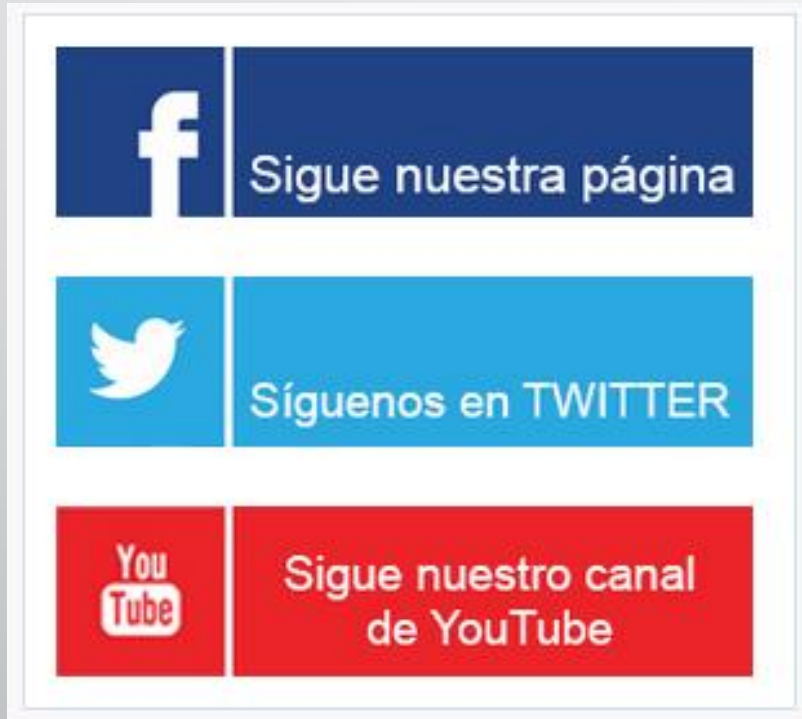 f
Sigue nuestra página
Síguenos en TWITTER
You
Tube
Sigue nuestro canal
de YouTube